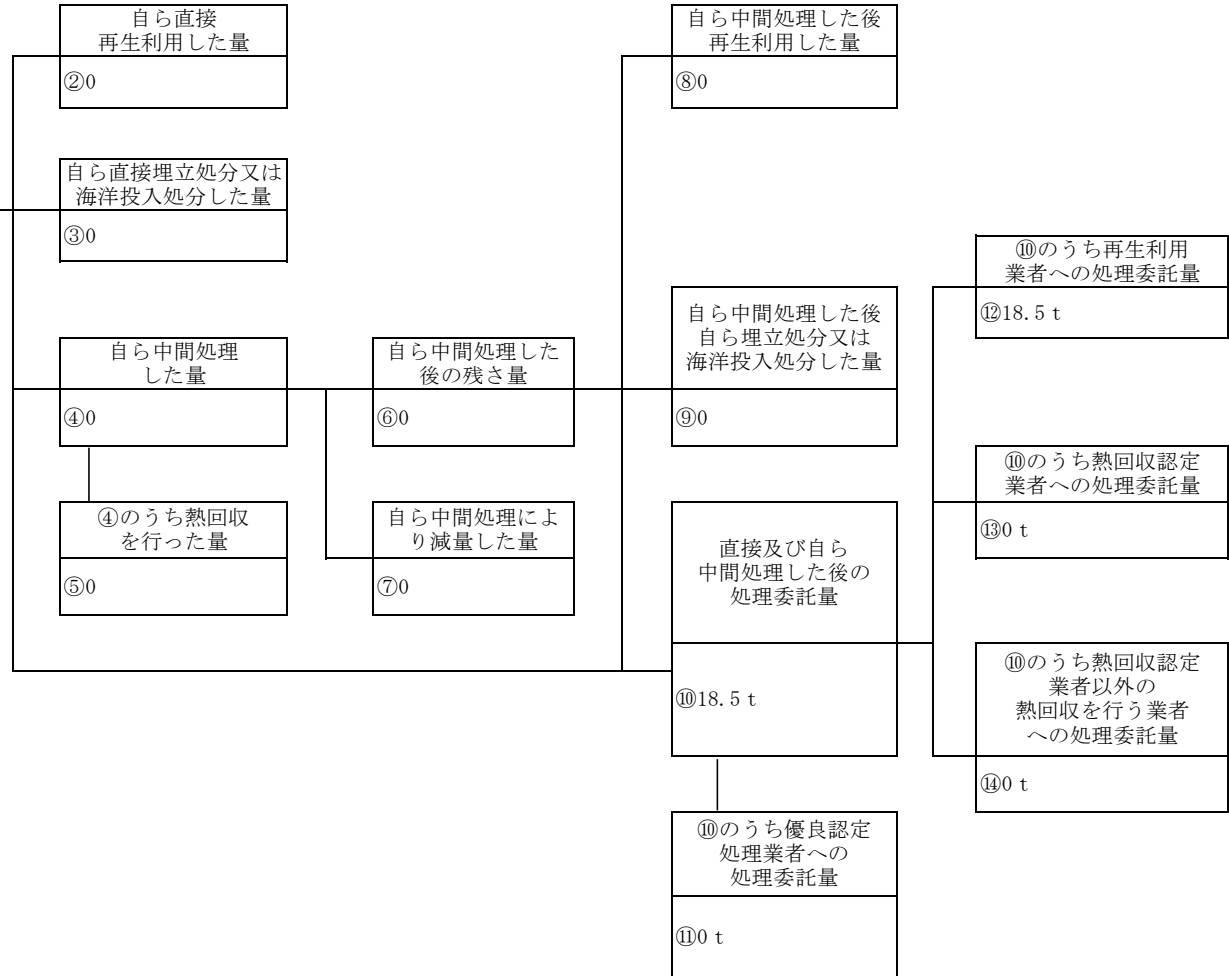 自ら直接
再生利用した量
②0
自ら中間処理した後
再生利用した量
⑧0
自ら直接埋立処分又は
海洋投入処分した量
③0
⑩のうち再生利用
業者への処理委託量
⑫18.5 t
自ら中間処理した後
自ら埋立処分又は
海洋投入処分した量
⑨0
自ら中間処理
した量
④0
自ら中間処理した
後の残さ量
⑥0
⑩のうち熱回収認定
業者への処理委託量
⑬0 t
④のうち熱回収
を行った量
⑤0
自ら中間処理によ
り減量した量
⑦0
直接及び自ら
中間処理した後の
処理委託量
⑩18.5 t
⑩のうち熱回収認定
業者以外の
熱回収を行う業者
への処理委託量
⑭0 t
⑩のうち優良認定
処理業者への
処理委託量
⑪0 t